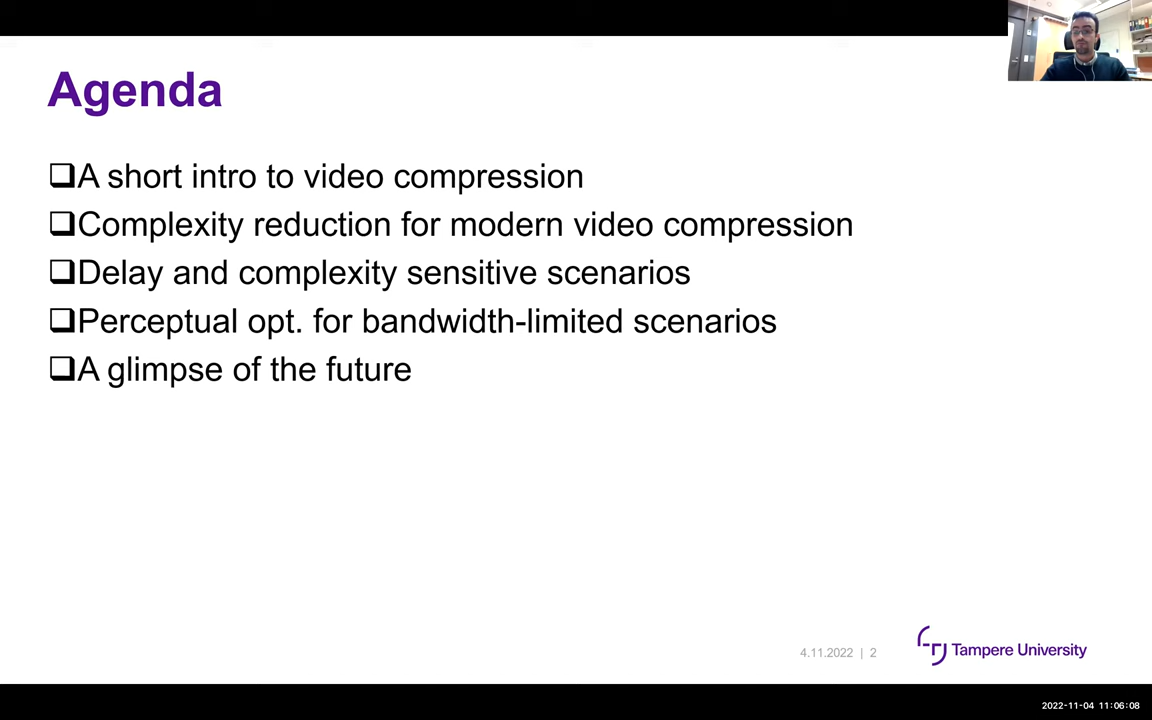 Agenda
❑A short intro to video compression
❑Complexity reduction for modern video compression
❑Delay and complexity sensitive scenarios
❑Perceptual opt. for bandwidth-limited scenarios
❑A glimpse of the future
4.11.2022 | 2
Tampere University
2022-11-04 11:06:08